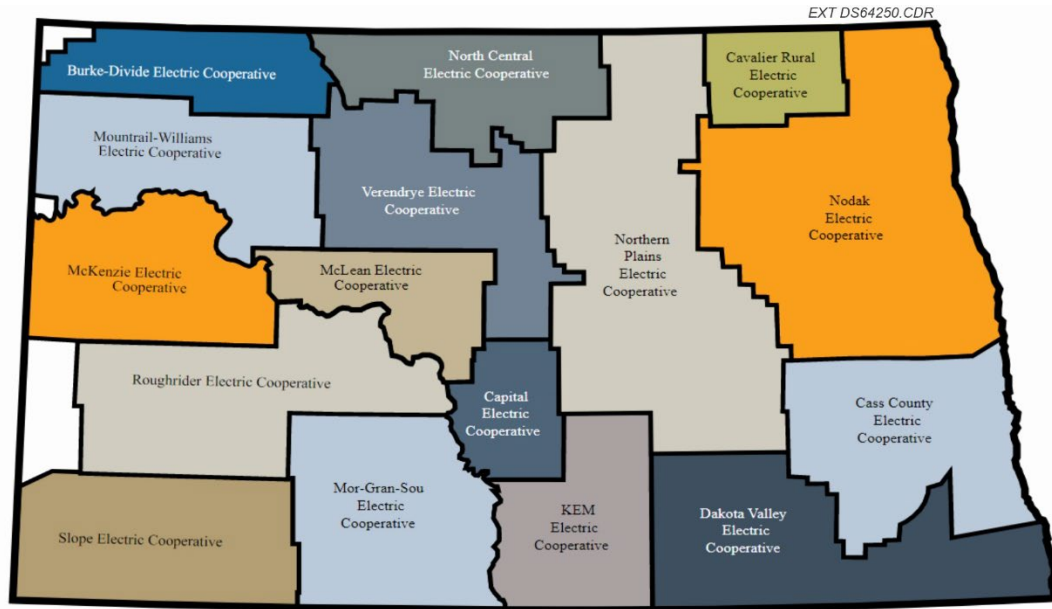 EXT DS64250.CDR
Burke-Divide Electric Cooperative
North Central
Electric Cooperative
Cavalier Rural
Electric
Cooperative
Mountrail-Williams
Electric Cooperative
Verendrye Electric
Cooperative
Nodak
Electric
Cooperative
Northern
Plains
Electric
Cooperative
McKenzie Electric
Cooperative
McLean Electric
Cooperative
Roughrider Electric Cooperative
Capital
Electric
Cooperative
Cass County
Electric
Cooperative
Mor-Gran-Sou
Electric
Cooperative
KEM
Electric
Cooperative
Dakota Valley
Electric
Cooperative
Slope Electric Cooperative